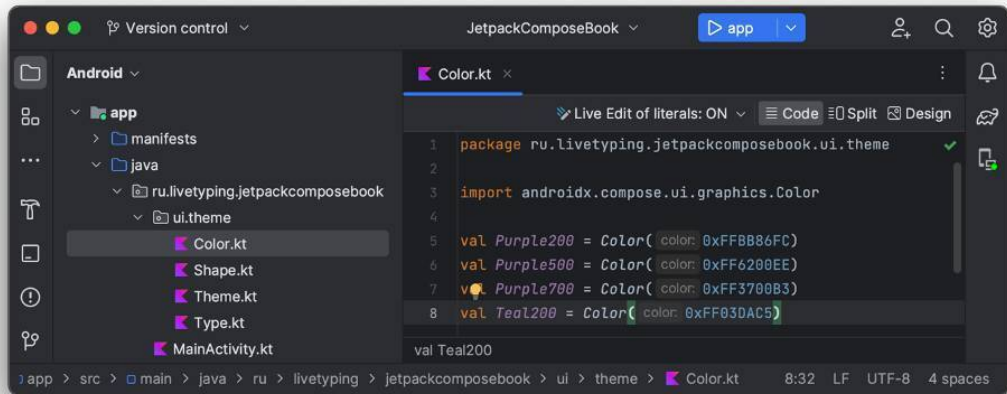 Version control
JetpackComposeBook
app
Android
Color.kt
app
Live Edit of literals: ON
Code
Split
Design
manifests
java
ru.livetyping.jetpackcomposebook
ui.theme
Color.kt
Shape.kt
Theme.kt
Type.kt
MainActivity.kt
1 package ru.livetyping.jetpackcomposebook.ui.theme
2
3 import androidx.compose.ui.graphics.Color
4
5 val Purple200 = Color( color: 0xFFBB86FC)
6 val Purple500 = Color( color: 0xFF6200EE)
7 val Purple700 = Color( color: 0xFF3700B3)
8 val Teal200 = Color( color: 0xFF03DAC5)
val Teal200
app > src > main > java > ru > livetyping > jetpackcomposebook > ui > theme > Color.kt 8:32 LF UTF-8 4 spaces